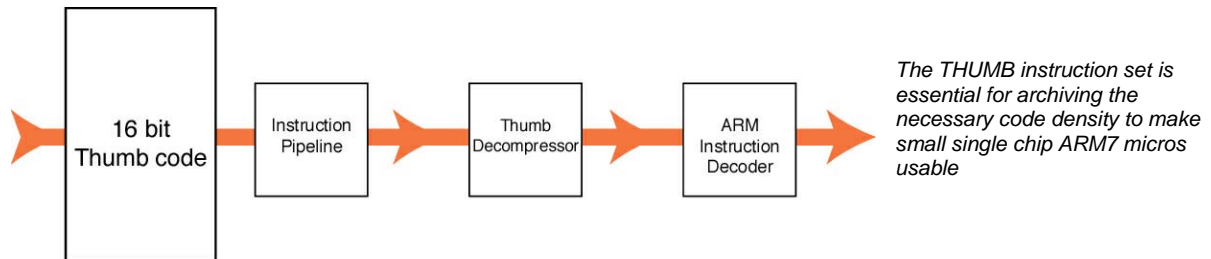 16 bit
Thumb code
Instruction
Pipeline
Thumb
Decompressor
ARM
Instruction
Decoder
The THUMB instruction set is
essential for archiving the
necessary code density to make
small single chip ARM7 micros
usable